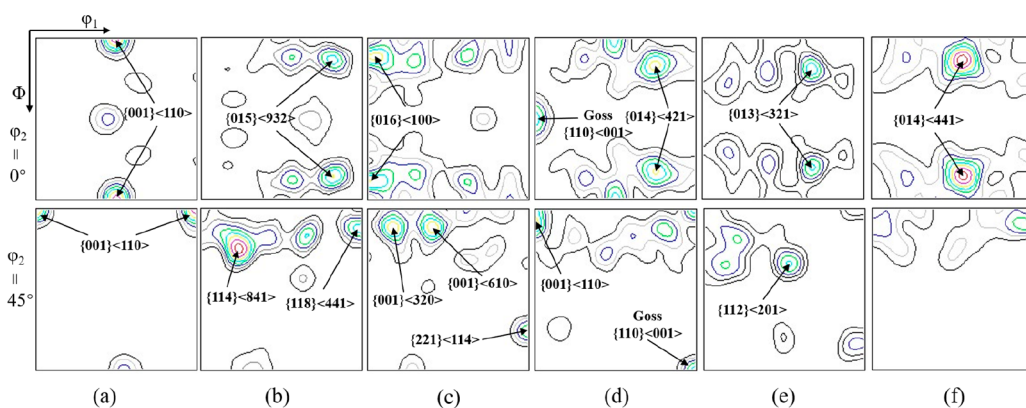 φ₁
Φ
φ₂
=
0°
{001}<110>
{015}<932>
{016}<100>
Goss
{110}<001>
{014}<421>
{013}<321>
{014}<441>
φ₂
=
45°
{001}<110>
{114}<841>
{118}<441>
{001}<320>
{001}<610>
{221}<114>
{001}<110>
Goss
{110}<001>
{112}<201>
(a) (b) (c) (d) (e) (f)